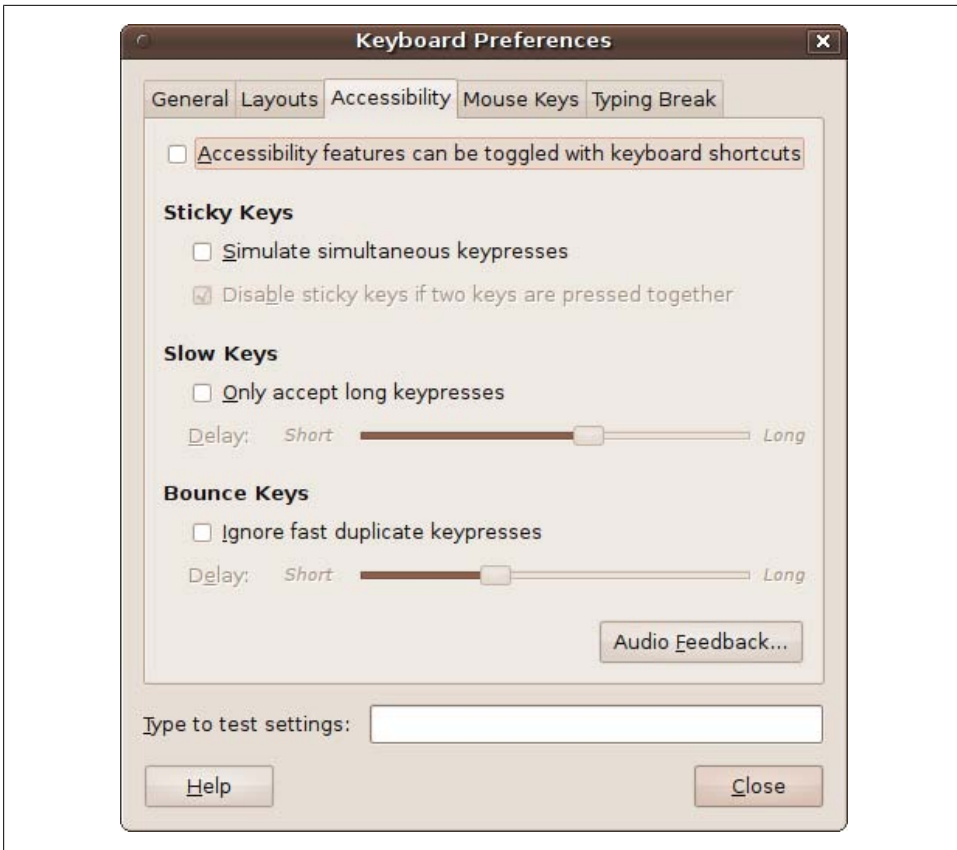 Keyboard Preferences
General Layouts Accessibility Mouse Keys Typing Break
Accessibility features can be toggled with keyboard shortcuts
Sticky Keys
Simulate simultaneous keypresses
Disable sticky keys if two keys are pressed together
Slow Keys
Only accept long keypresses
Delay: Short Long
Bounce Keys
Ignore fast duplicate keypresses
Delay: Short Long
Audio Feedback...
Type to test settings:
Help Close